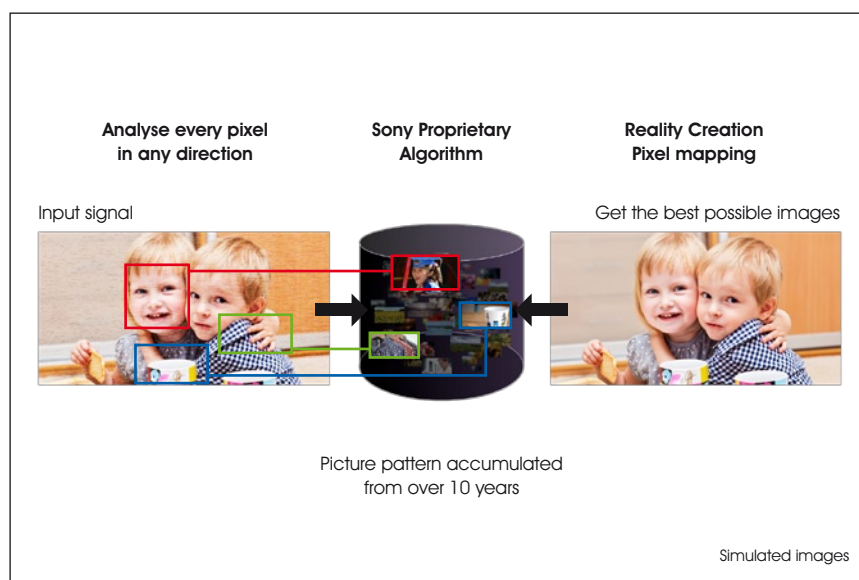 Analyse every pixel
in any direction
Sony Proprietary
Algorithm
Reality Creation
Pixel mapping
Input signal
Get the best possible images
Picture pattern accumulated
from over 10 years
Simulated images